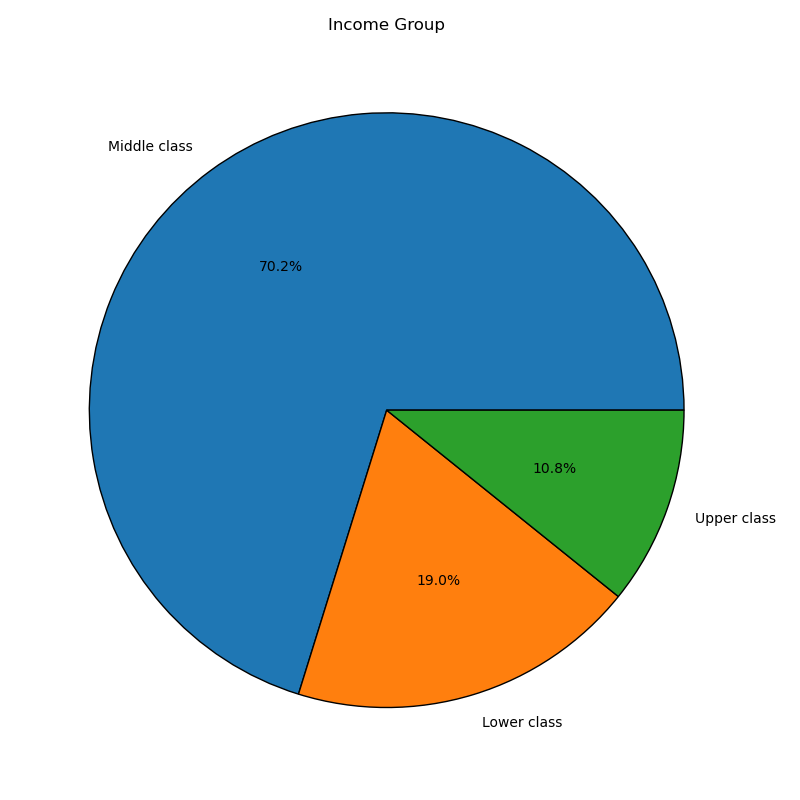 Income Group
Middle class
70.2%
10.8%
Upper class
19.0%
Lower class